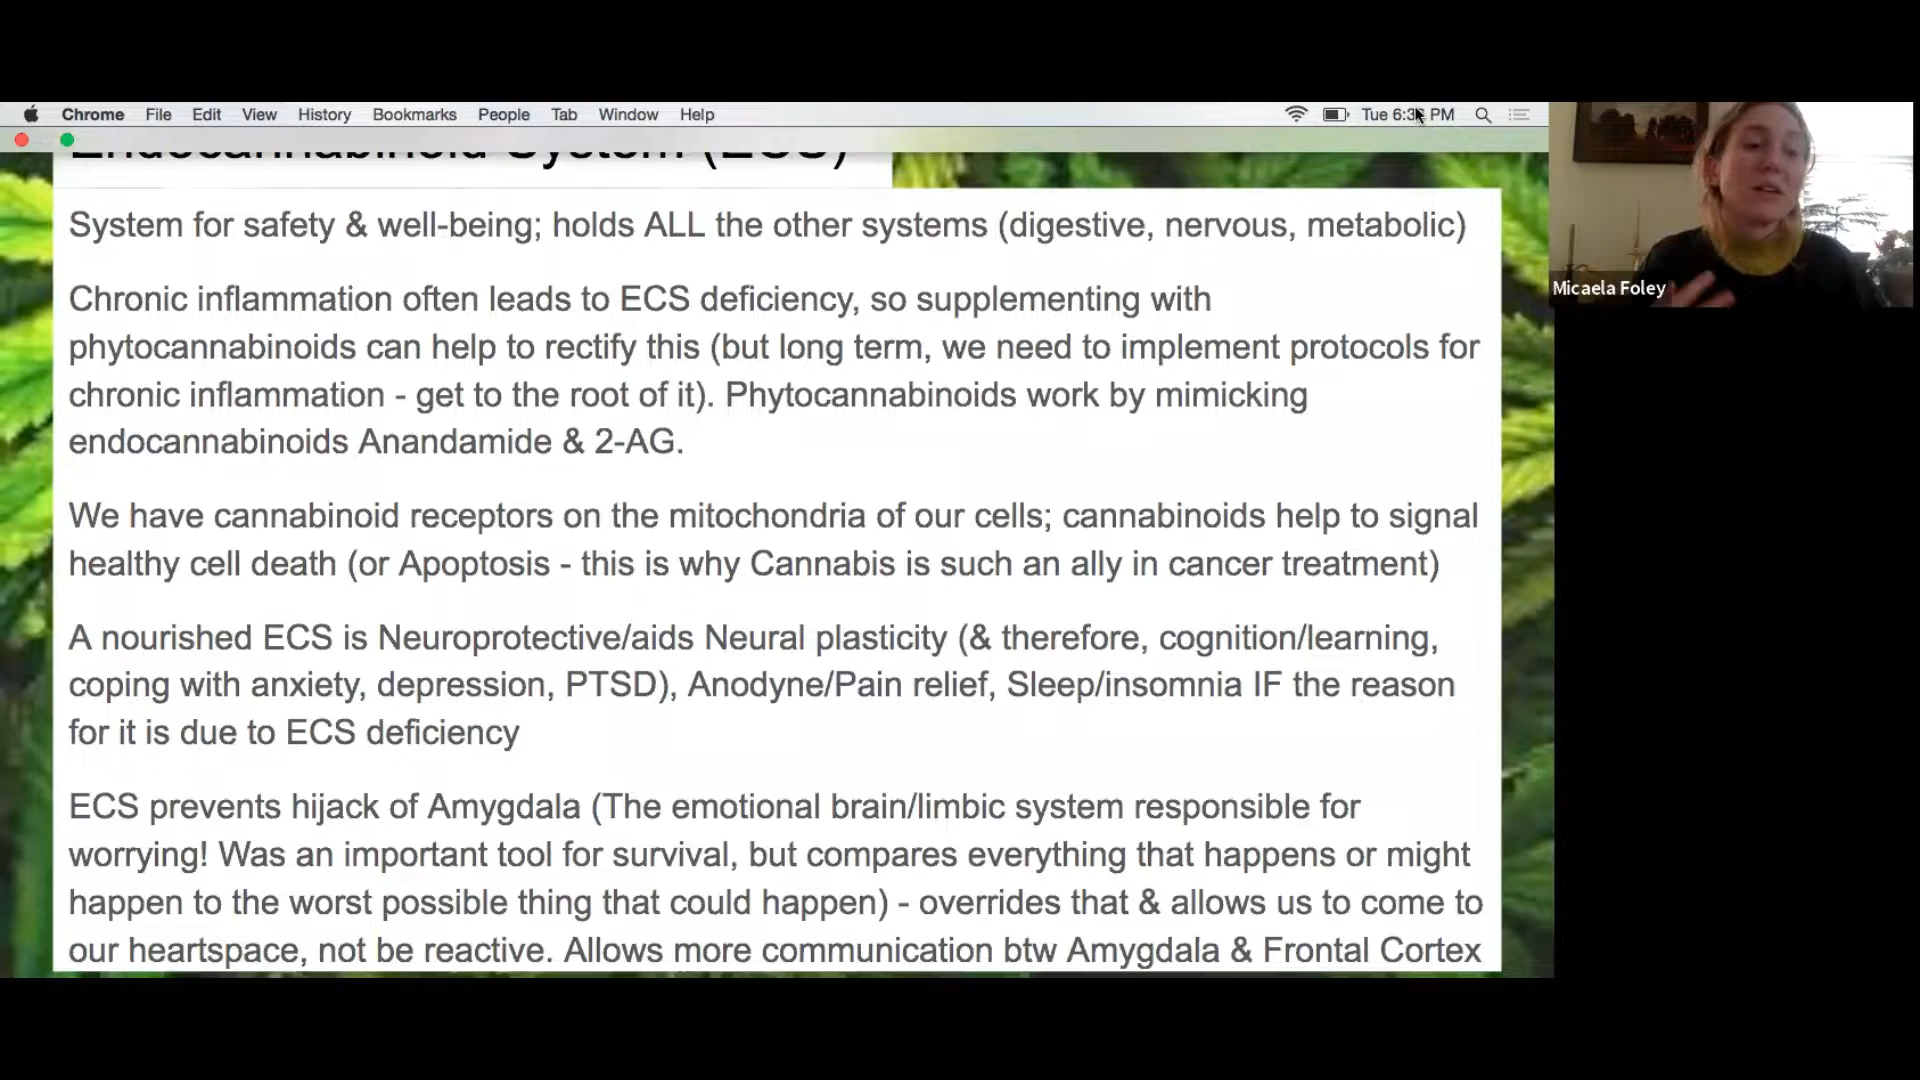 Chrome File Edit View History Bookmarks People Tab Window Help Tue 6:3 PM
Endocannabinoid System (ECS)
System for safety & well-being; holds ALL the other systems (digestive, nervous, metabolic)
Chronic inflammation often leads to ECS deficiency, so supplementing with
phytocannabinoids can help to rectify this (but long term, we need to implement protocols for
chronic inflammation - get to the root of it). Phytocannabinoids work by mimicking
endocannabinoids Anandamide & 2-AG.
We have cannabinoid receptors on the mitochondria of our cells; cannabinoids help to signal
healthy cell death (or Apoptosis - this is why Cannabis is such an ally in cancer treatment)
A nourished ECS is Neuroprotective/aids Neural plasticity (& therefore, cognition/learning,
coping with anxiety, depression, PTSD), Anodyne/Pain relief, Sleep/insomnia IF the reason
for it is due to ECS deficiency
ECS prevents hijack of Amygdala (The emotional brain/limbic system responsible for
worrying! Was an important tool for survival, but compares everything that happens or might
happen to the worst possible thing that could happen) - overrides that & allows us to come to
our heartspace, not be reactive. Allows more communication btw Amygdala & Frontal Cortex
Micaela Foley